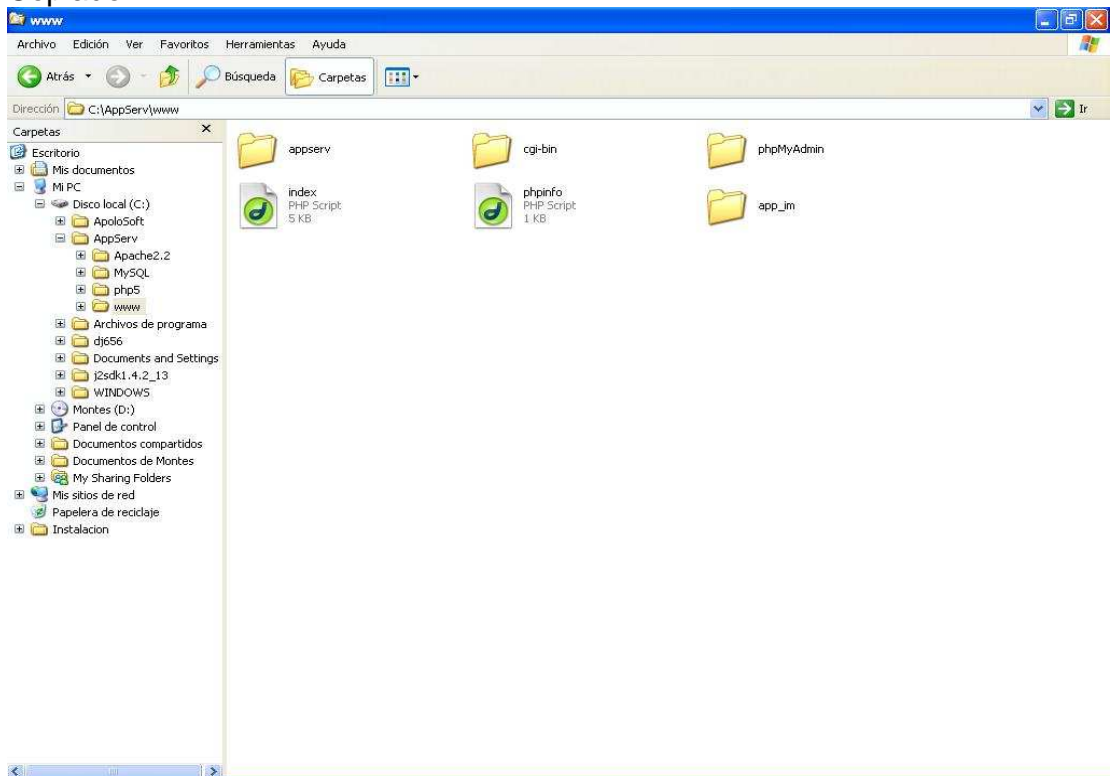 www
Archivo Edición Ver Favoritos Herramientas Ayuda
Atrás Búsqueda Carpetas
Dirección C:\AppServ\www Ir
Carpetas
Escritorio
Mis documentos
Mi PC
Disco local (C:)
ApoloSoft
AppServ
Apache2.2
MySQL
php5
www
Archivos de programa
dj656
Documents and Settings
j2sdk1.4.2_13
WINDOWS
Montes (D:)
Panel de control
Documentos compartidos
Documentos de Montes
My Sharing Folders
Mis sitios de red
Papelera de reciclaje
Instalacion
appserv cgi-bin phpMyAdmin
index phpinfo app_im
PHP Script PHP Script
5 KB 1 KB